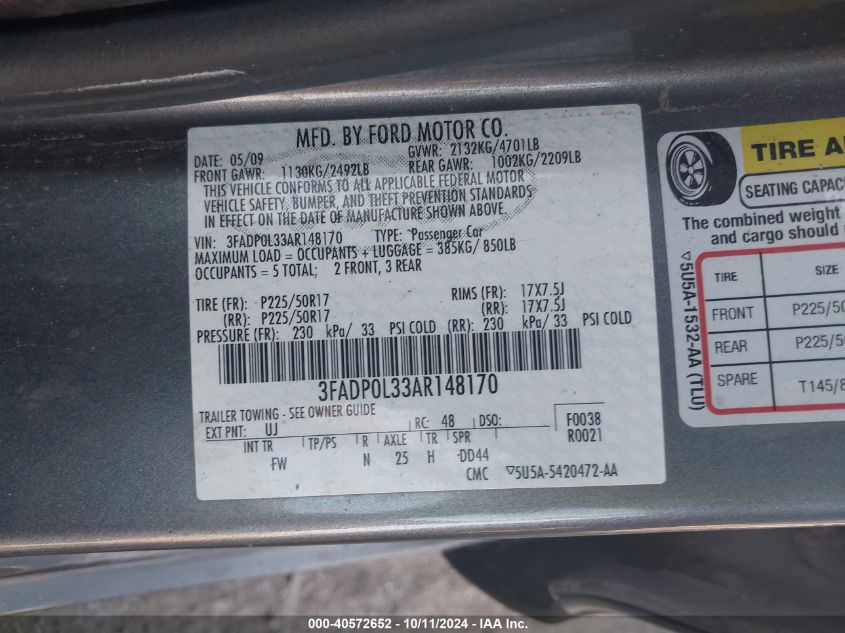 MFD. BY FORD MOTOR CO.
DATE: 05/09 GVWR: 2132KG/4701LB
FRONT GAWR: 1130KG/2492LB REAR GAWR: 1002KG/2209LB
THIS VEHICLE CONFORMS TO ALL APPLICABLE FEDERAL MOTOR
VEHICLE SAFETY, BUMPER, AND THEFT PREVENTION STANDARDS
IN EFFECT ON THE DATE OF MANUFACTURE SHOWN ABOVE.
VIN: 3FADP0L33AR148170 TYPE: Passenger Car
MAXIMUM LOAD = OCCUPANTS + LUGGAGE = 385KG/ 850LB
OCCUPANTS = 5 TOTAL; 2 FRONT, 3 REAR
TIRE (FR): P225/50R17 RIMS (FR): 17X7.5J
(RR): P225/50R17 (RR): 17X7.5J
PRESSURE (FR): 230 kPa/ 33 PSI COLD (RR): 230 kPa/ 33 PSI COLD
3FADP0L33AR148170
TRAILER TOWING - SEE OWNER GUIDE
EXT PNT: UJ RC: 48 DSO: F0038
R0021
INT TR TP/PS R AXLE TR SPR
FW N 25 H DD44
CMC ▽5U5A-5420472-AA
TIRE A
SEATING CAPAC
The combined weight
and cargo should
▽5U5A-1532-AA (TLU)
TIRE SIZE
FRONT P225/50
REAR P225/50
SPARE T145/8
000-40572652 - 10/11/2024 - IAA Inc.